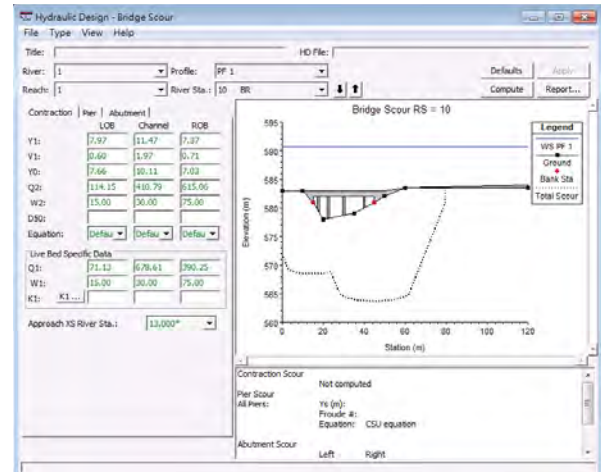 Hydraulic Design - Bridge Scour
File Type View Help
Title: HD File:
River: 1 Profile: PF 1 Defaults Apply
Reach: 1 River Sta.: 10 BR Compute Report...
Contraction Pier Abutment
LOB Channel ROB
Y1: 7.97 11.47 7.37
V1: 0.60 1.97 0.71
Y0: 7.66 10.11 7.03
Q2: 114.15 410.79 615.06
W2: 15.00 30.00 75.00
D50:
Equation: Defau Defau Defau
Live Bed Specific Data
Q1: 71.13 678.61 390.25
W1: 15.00 30.00 75.00
K1: K1 ...
Approach XS River Sta.: 13.000*
Bridge Scour RS = 10
Elevation (m)
595
590
585
580
575
570
565
560
0 20 40 60 80 100 120
Station (m)
Legend
WS PF 1
Ground
Bank Sta
Total Scour
Contraction Scour
Not computed
Pier Scour
All Piers: Ys (m):
Froude #:
Equation: CSU equation
Abutment Scour
Left Right